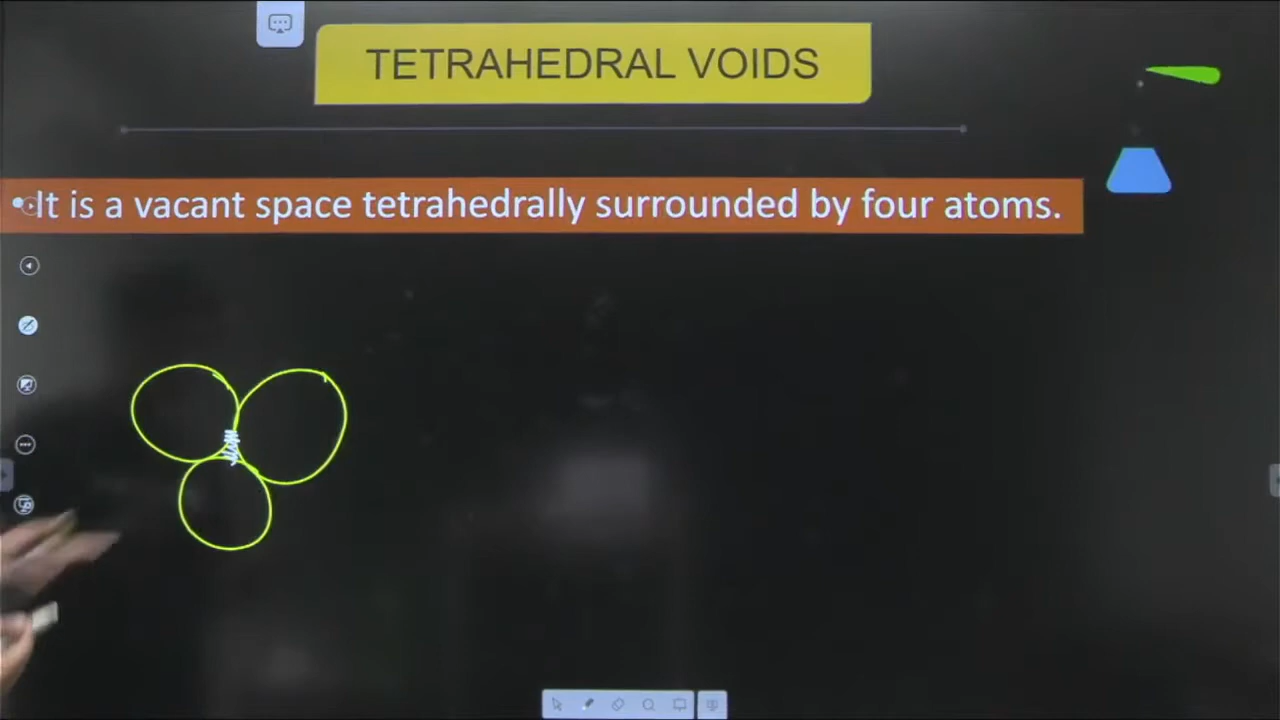 TETRAHEDRAL VOIDS
It is a vacant space tetrahedrally surrounded by four atoms.